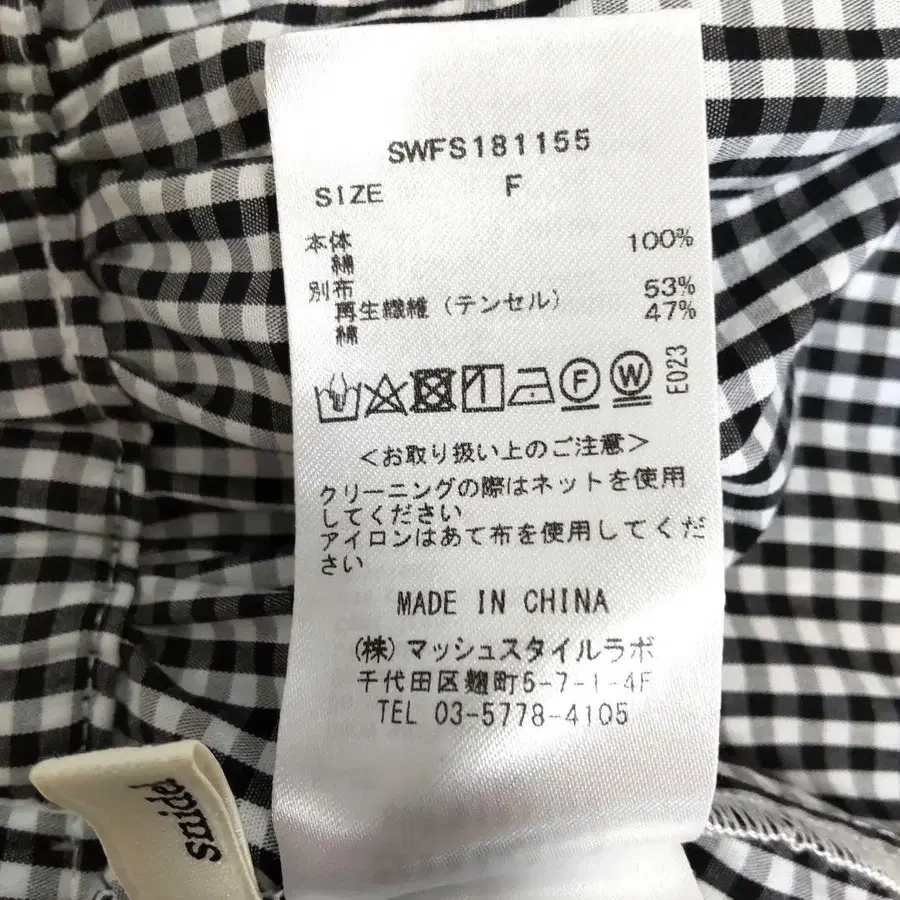 SWFS181155
SIZE F
本体
綿 100%
別布
再生繊維(テンセル) 53%
綿 47%
F W E023
<お取り扱い上のご注意>
クリーニングの際はネットを使用
してください
アイロンはあて布を使用してくだ
さい
MADE IN CHINA
(株)マッシュスタイルラボ
千代田区麹町5-7-1-4F
TEL 03-5778-4105
snidel